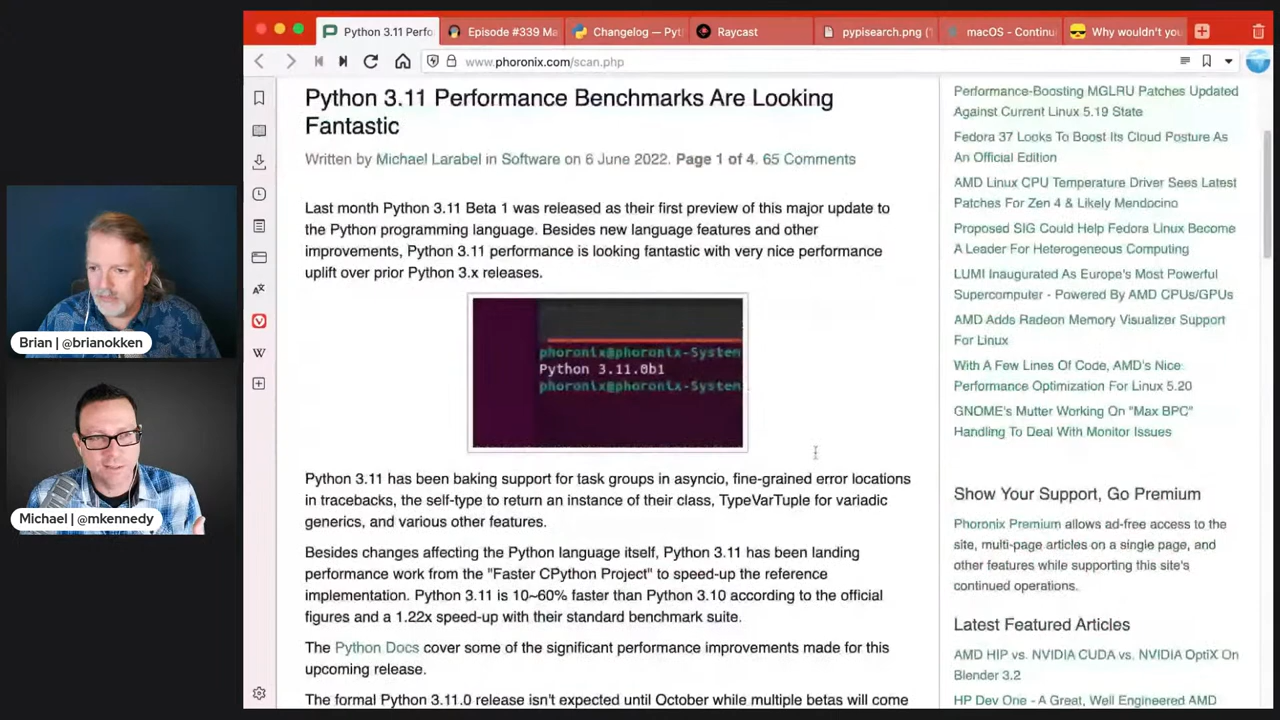 Python 3.11 Perfo
Episode #339 Ma
Changelog — Pyt
Raycast
pypisearch.png (
macOS - Continu
Why wouldn't you
www.phoronix.com/scan.php
Python 3.11 Performance Benchmarks Are Looking
Fantastic
Written by Michael Larabel in Software on 6 June 2022. Page 1 of 4. 65 Comments
Last month Python 3.11 Beta 1 was released as their first preview of this major update to
the Python programming language. Besides new language features and other
improvements, Python 3.11 performance is looking fantastic with very nice performance
uplift over prior Python 3.x releases.
phoronix@phoronix-System
Python 3.11.0b1
phoronix@phoronix-System
Python 3.11 has been baking support for task groups in asyncio, fine-grained error locations
in tracebacks, the self-type to return an instance of their class, TypeVarTuple for variadic
generics, and various other features.
Besides changes affecting the Python language itself, Python 3.11 has been landing
performance work from the "Faster CPython Project" to speed-up the reference
implementation. Python 3.11 is 10~60% faster than Python 3.10 according to the official
figures and a 1.22x speed-up with their standard benchmark suite.
The Python Docs cover some of the significant performance improvements made for this
upcoming release.
The formal Python 3.11.0 release isn't expected until October while multiple betas will come
Performance-Boosting MGLRU Patches Updated
Against Current Linux 5.19 State
Fedora 37 Looks To Boost Its Cloud Posture As
An Official Edition
AMD Linux CPU Temperature Driver Sees Latest
Patches For Zen 4 & Likely Mendocino
Proposed SIG Could Help Fedora Linux Become
A Leader For Heterogeneous Computing
LUMI Inaugurated As Europe's Most Powerful
Supercomputer - Powered By AMD CPUs/GPUs
AMD Adds Radeon Memory Visualizer Support
For Linux
With A Few Lines Of Code, AMD's Nice
Performance Optimization For Linux 5.20
GNOME's Mutter Working On "Max BPC"
Handling To Deal With Monitor Issues
Show Your Support, Go Premium
Phoronix Premium allows ad-free access to the
site, multi-page articles on a single page, and
other features while supporting this site's
continued operations.
Latest Featured Articles
AMD HIP vs. NVIDIA CUDA vs. NVIDIA OptiX On
Blender 3.2
HP Dev One - A Great, Well Engineered AMD
Brian | @brianokken
Michael | @mkennedy